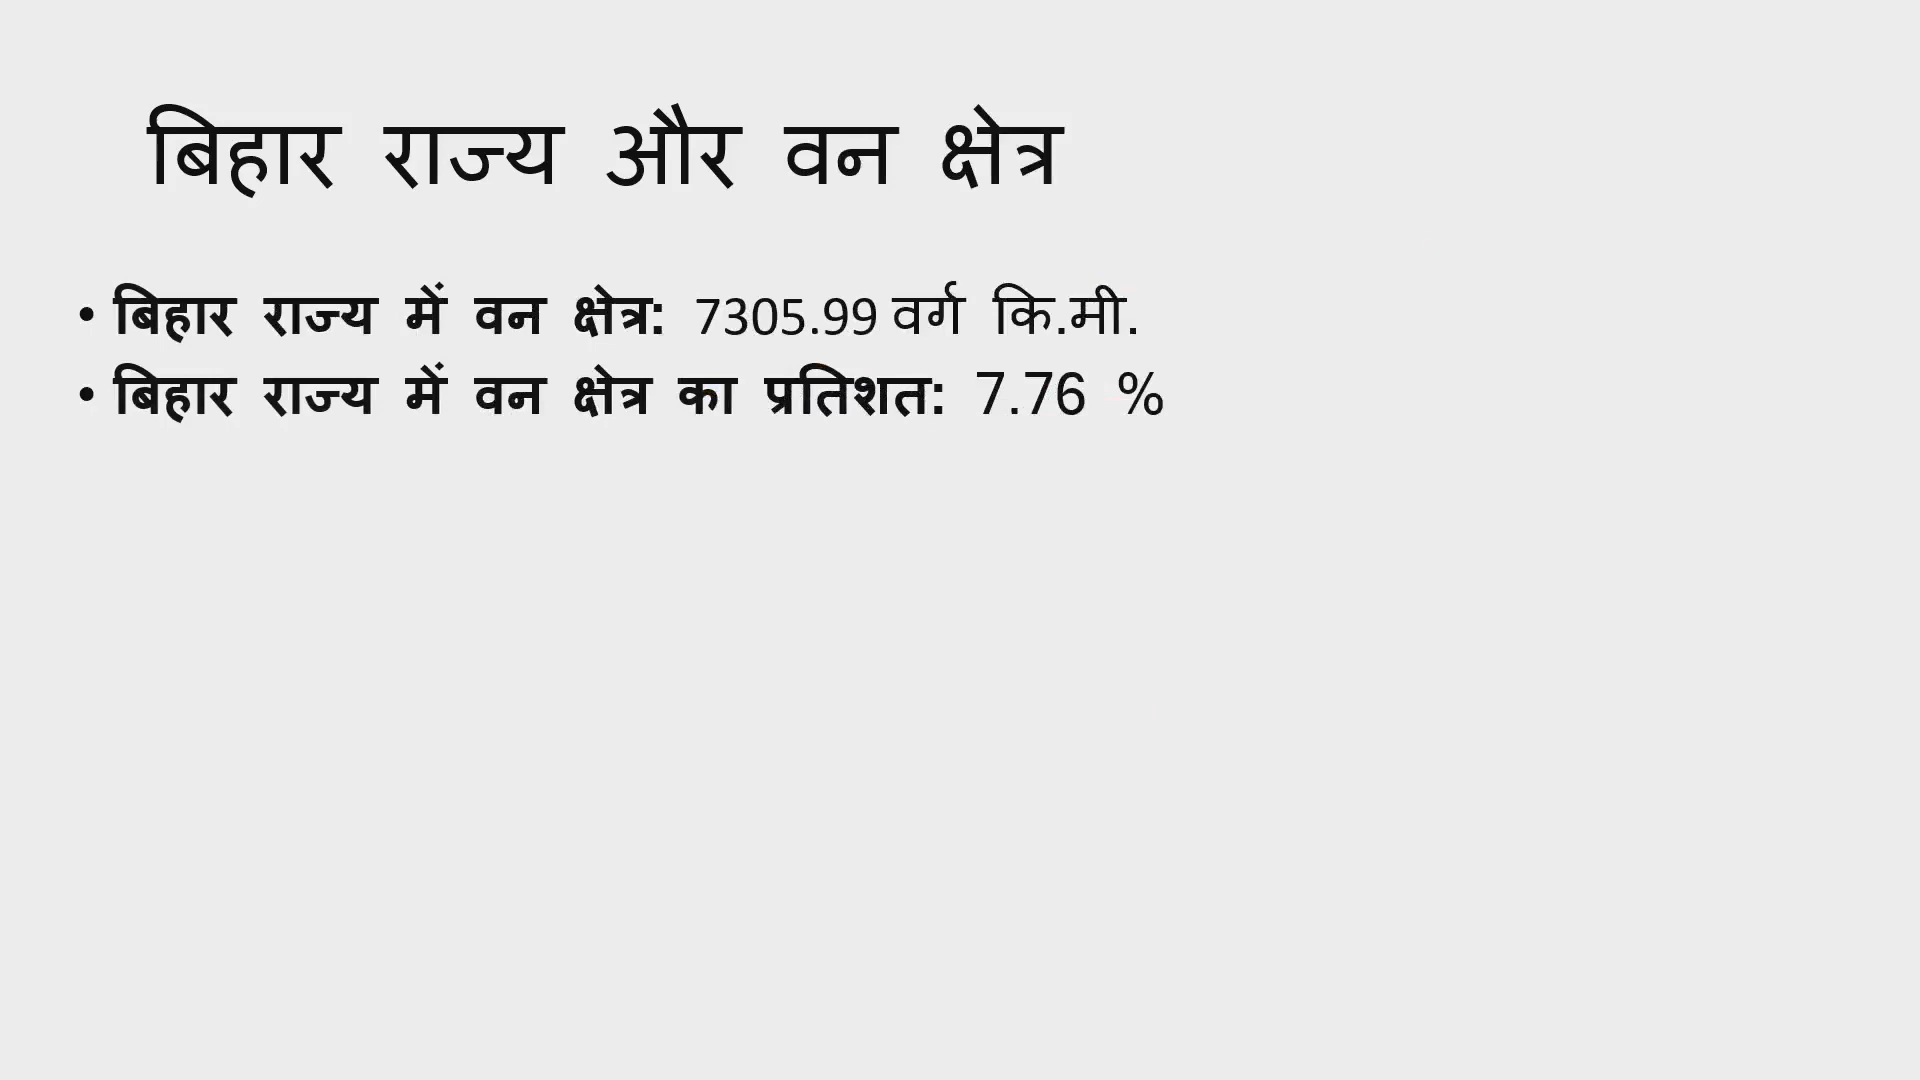 बिहार राज्य और वन क्षेत्र
• बिहार राज्य में वन क्षेत्र: 7305.99 वर्ग कि.मी.
• बिहार राज्य में वन क्षेत्र का प्रतिशत: 7.76 %